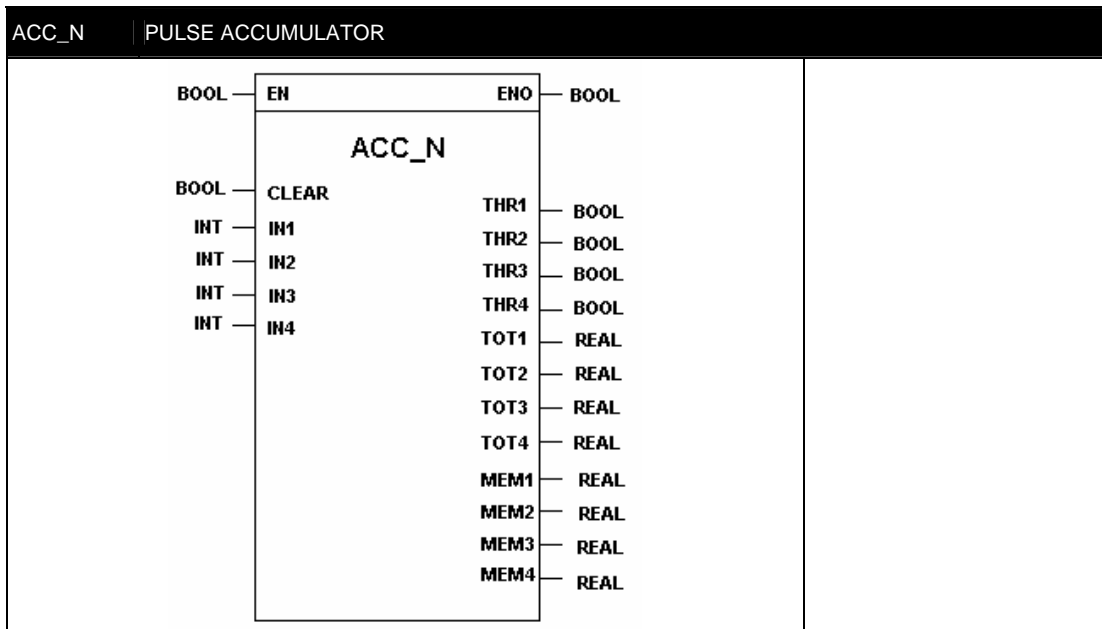 ACC_N PULSE ACCUMULATOR
BOOL EN ENO BOOL
ACC_N
BOOL CLEAR
THR1 BOOL
INT IN1
THR2 BOOL
INT IN2
THR3 BOOL
INT IN3
THR4 BOOL
INT IN4
TOT1 REAL
TOT2 REAL
TOT3 REAL
TOT4 REAL
MEM1 REAL
MEM2 REAL
MEM3 REAL
MEM4 REAL